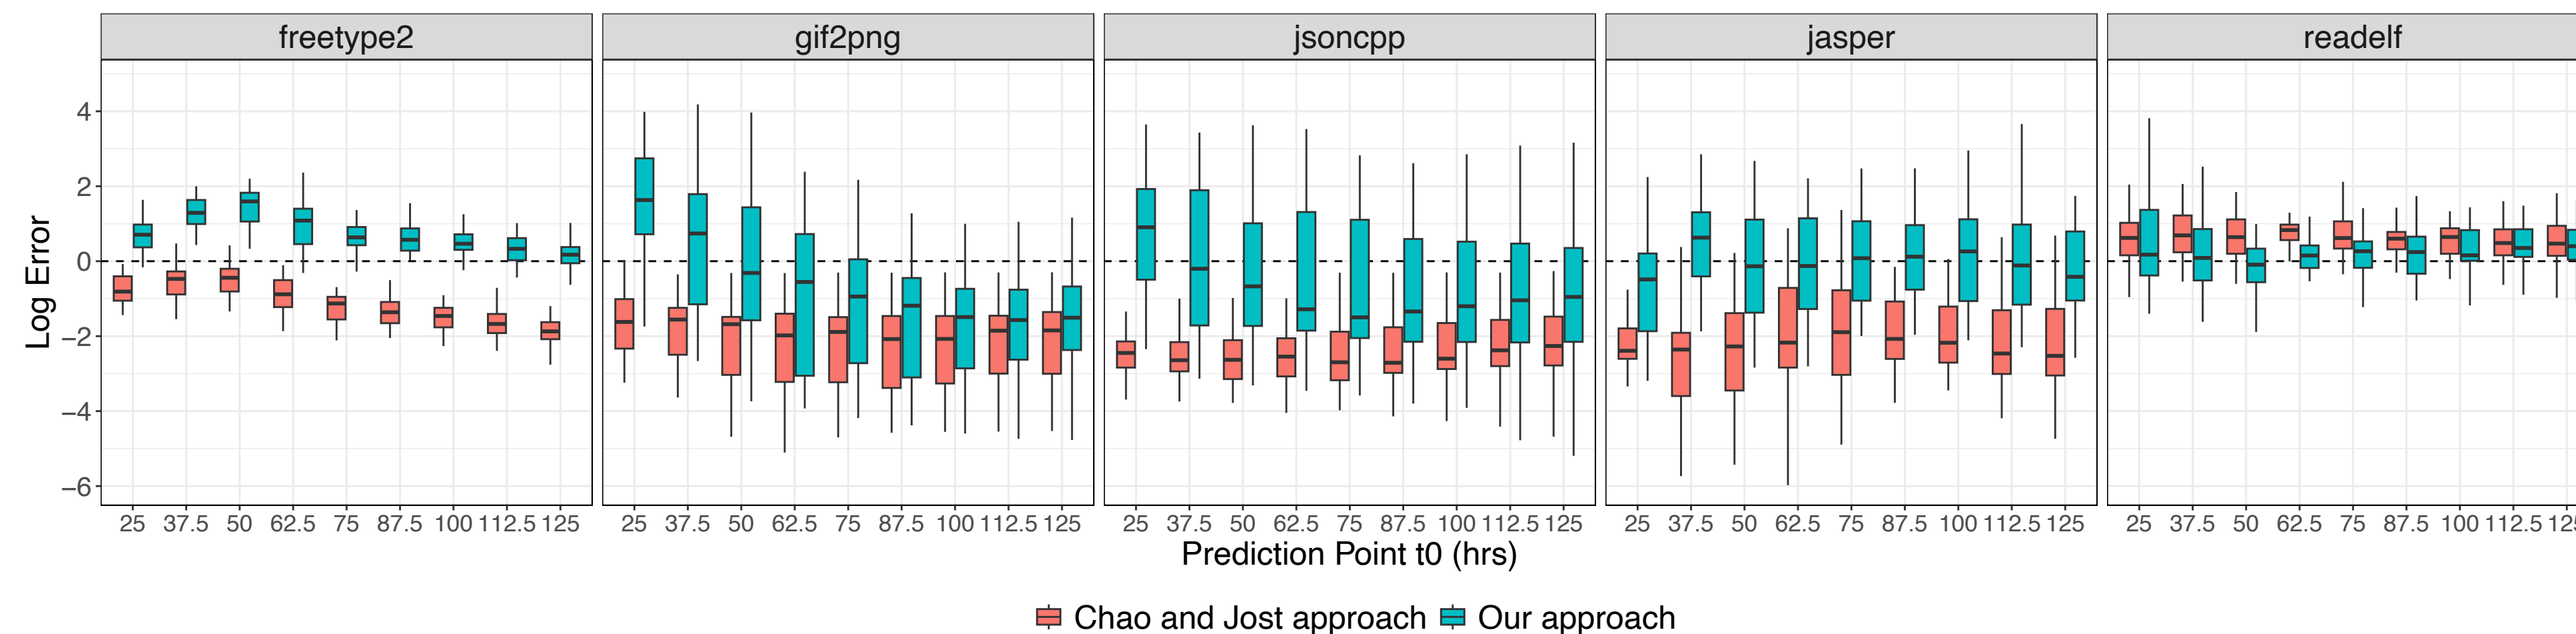 freetype2 gif2png jsoncpp jasper readelf
Log Error
4
2
0
−2
−4
−6
25 37.5 50 62.5 75 87.5 100 112.5 125 25 37.5 50 62.5 75 87.5 100 112.5 125 25 37.5 50 62.5 75 87.5 100 112.5 125 25 37.5 50 62.5 75 87.5 100 112.5 125 25 37.5 50 62.5 75 87.5 100 112.5
Prediction Point t0 (hrs)
Chao and Jost approach Our approach